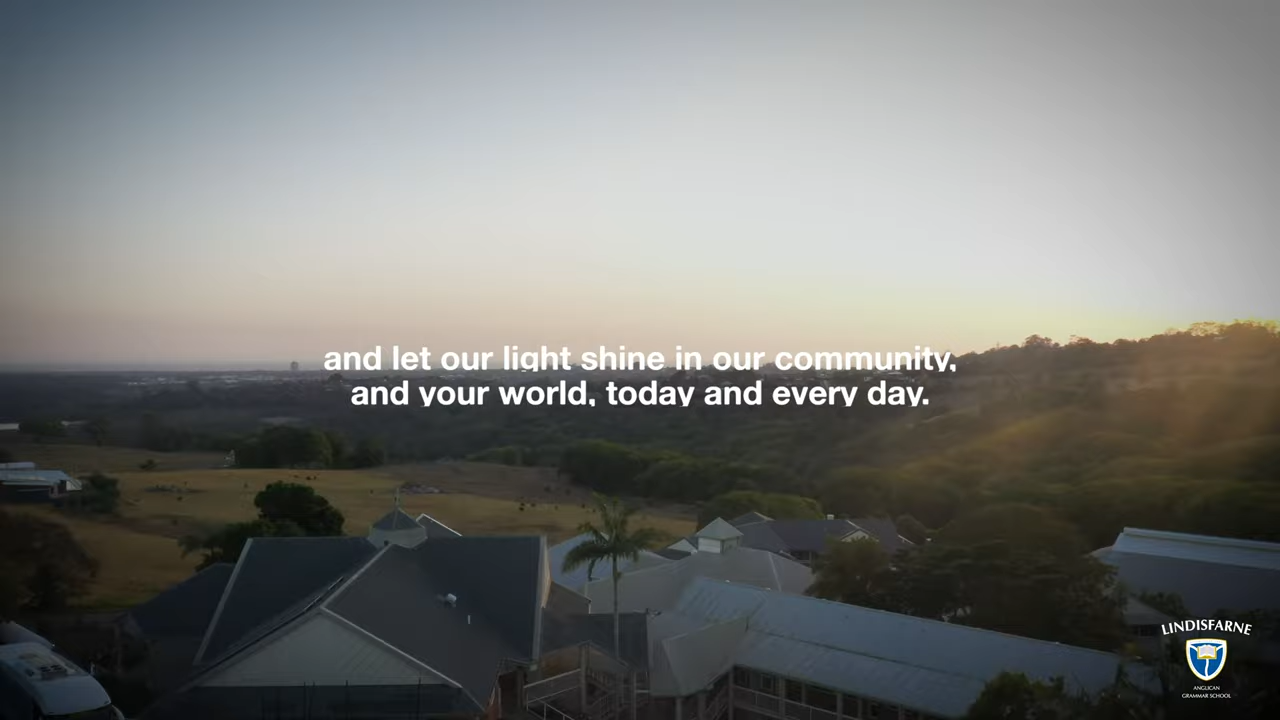 and let our light shine in our community,
and your world, today and every day.
LINDISFARNE
ANGLICAN
GRAMMAR SCHOOL